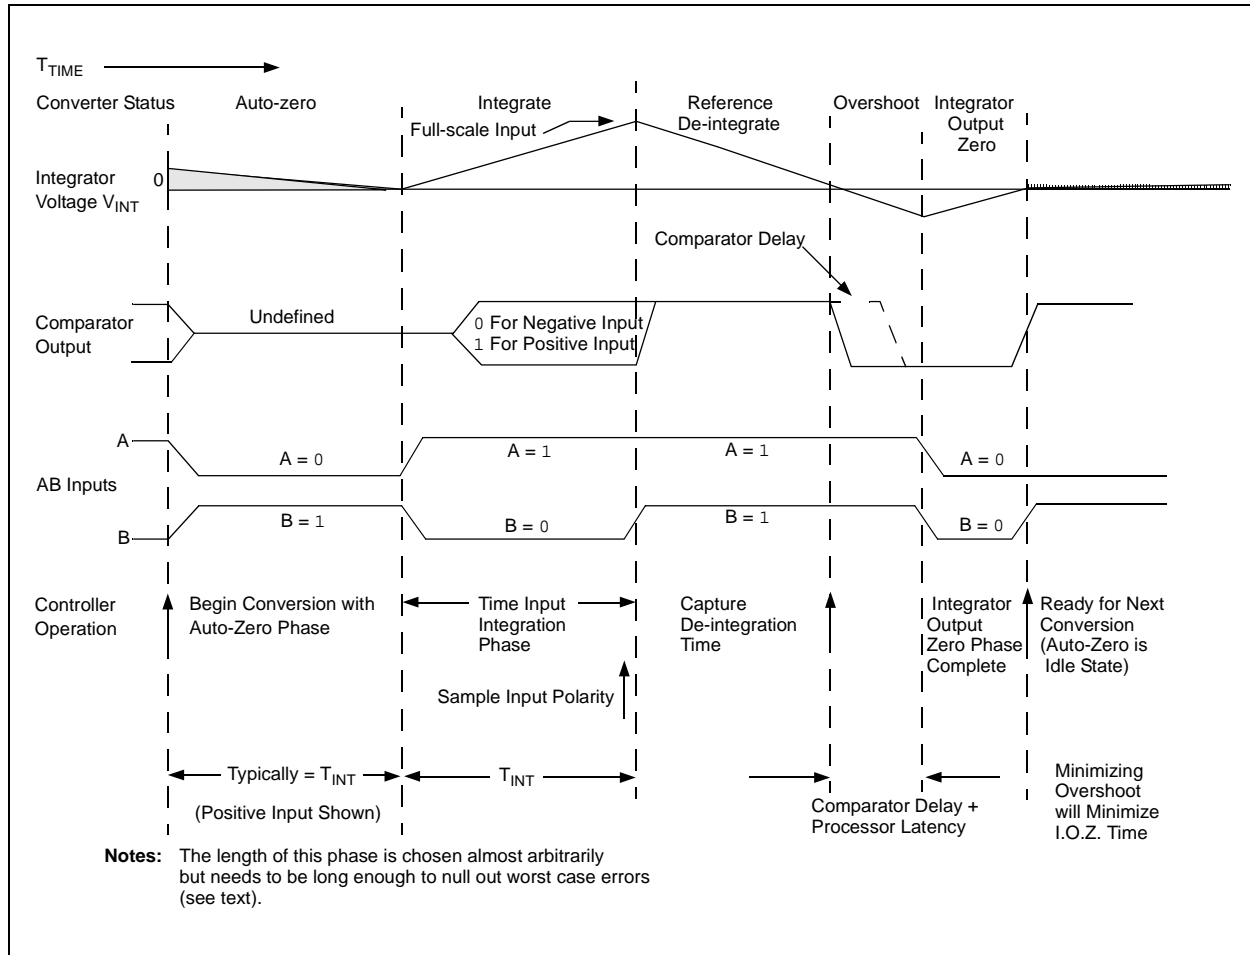 TTIME
Converter Status
Auto-zero
Integrate
Full-scale Input
Reference
De-integrate
Overshoot
Integrator
Output
Zero
Integrator
Voltage VINT
0
Comparator Delay
Comparator
Output
Undefined
0 For Negative Input
1 For Positive Input
A
A = 0
A = 1
A = 1
A = 0
AB Inputs
B
B = 1
B = 0
B = 1
B = 0
Controller
Operation
Begin Conversion with
Auto-Zero Phase
Time Input
Integration
Phase
Capture
De-integration
Time
Integrator
Output
Zero Phase
Complete
Ready for Next
Conversion
(Auto-Zero is
Idle State)
Sample Input Polarity
Typically = TINT
(Positive Input Shown)
TINT
Comparator Delay +
Processor Latency
Minimizing
Overshoot
will Minimize
I.O.Z. Time
Notes: The length of this phase is chosen almost arbitrarily
but needs to be long enough to null out worst case errors
(see text).